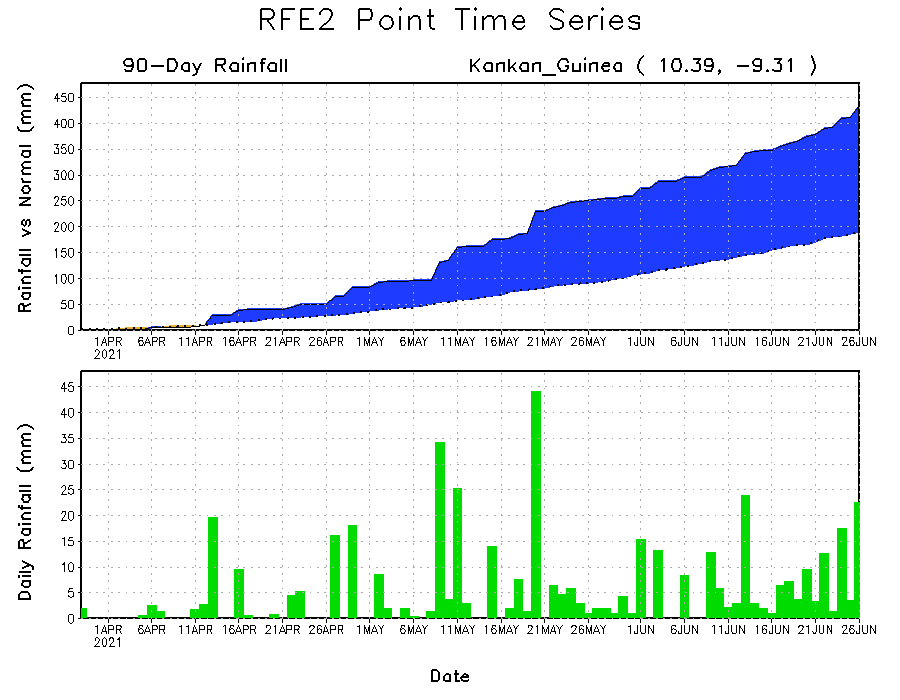 RFE2 Point Time Series
90-Day Rainfall
Kankan_Guinea ( 10.39, -9.31 )
Rainfall vs Normal (mm)
450
400
350
300
250
200
150
100
50
0
1APR 6APR 11APR 16APR 21APR 26APR 1MAY 6MAY 11MAY 16MAY 21MAY 26MAY 1JUN 6JUN 11JUN 16JUN 21JUN 26JUN
2021
Daily Rainfall (mm)
45
40
35
30
25
20
15
10
5
0
1APR 6APR 11APR 16APR 21APR 26APR 1MAY 6MAY 11MAY 16MAY 21MAY 26MAY 1JUN 6JUN 11JUN 16JUN 21JUN 26JUN
2021
Date